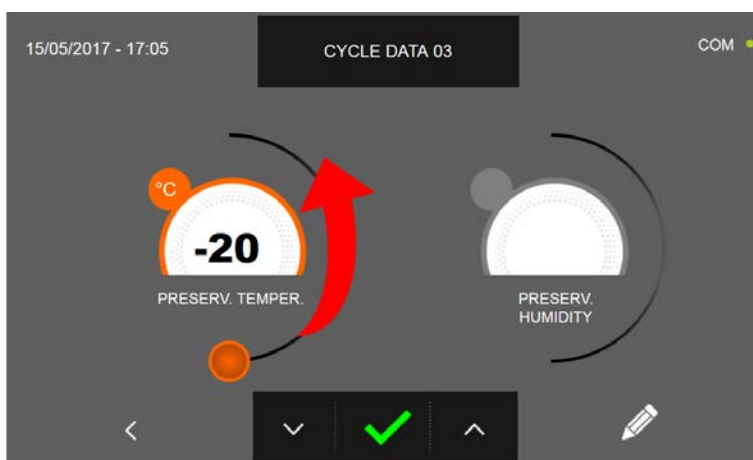 15/05/2017 - 17:05
CYCLE DATA 03
COM
°C
-20
PRESERV. TEMPER.
PRESERV.
HUMIDITY